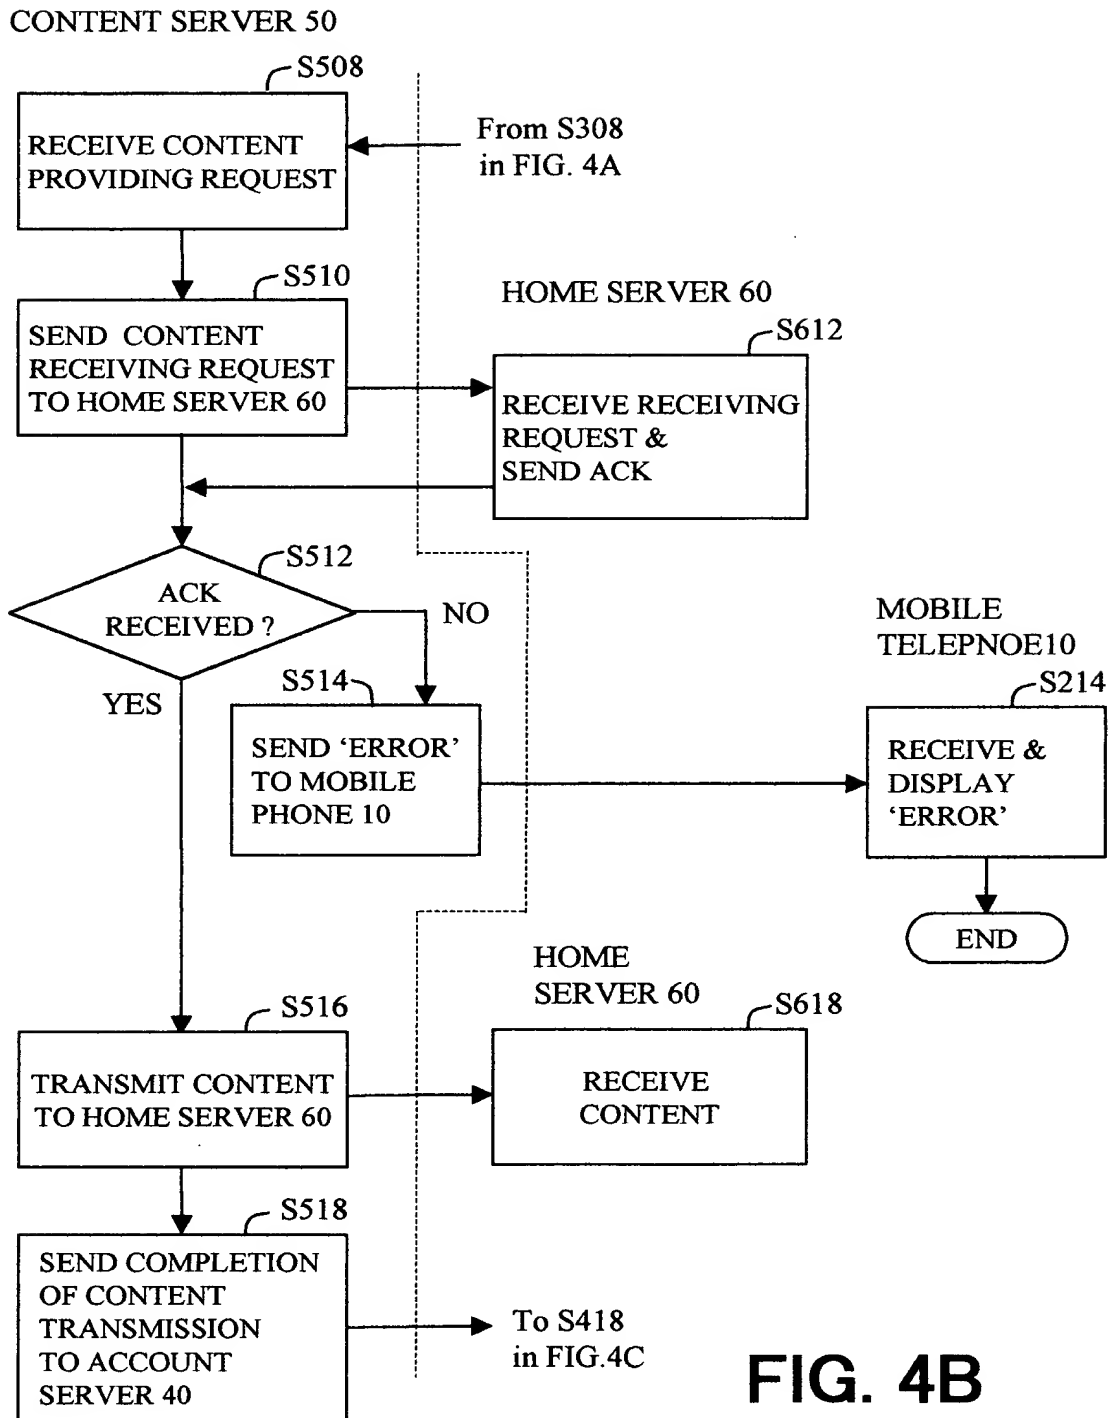 CONTENT SERVER 50
S508
RECEIVE CONTENT
PROVIDING REQUEST
From S308
in FIG. 4A
S510
SEND CONTENT
RECEIVING REQUEST
TO HOME SERVER 60
HOME SERVER 60
S612
RECEIVE RECEIVING
REQUEST &
SEND ACK
S512
ACK
RECEIVED ?
NO
YES
S514
SEND ‘ERROR’
TO MOBILE
PHONE 10
MOBILE
TELEPNOE10
S214
RECEIVE &
DISPLAY
‘ERROR’
END
HOME
SERVER 60
S516
TRANSMIT CONTENT
TO HOME SERVER 60
S618
RECEIVE
CONTENT
S518
SEND COMPLETION
OF CONTENT
TRANSMISSION
TO ACCOUNT
SERVER 40
To S418
in FIG.4C
FIG. 4B